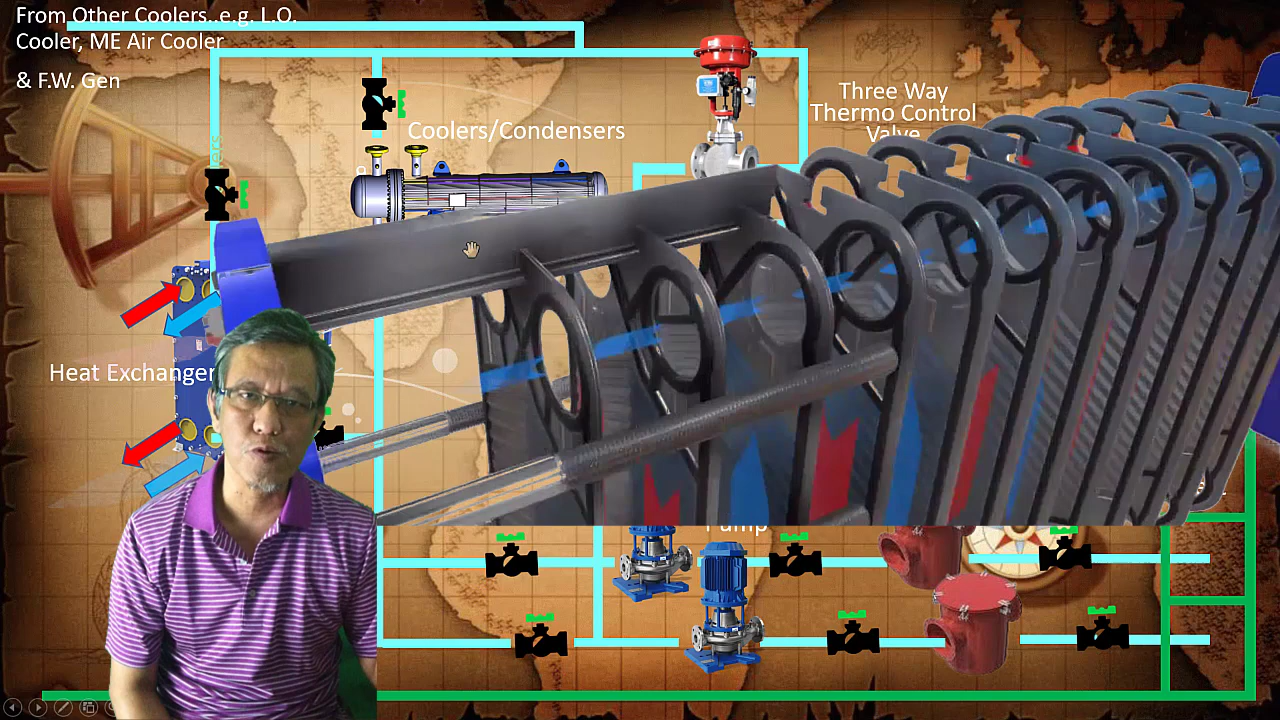 From Other Coolers..e.g. L.O.
Cooler, ME Air Cooler
& F.W. Gen
Coolers/Condensers
Three Way
Thermo Control
Valve
Heat Exchanger
Pump